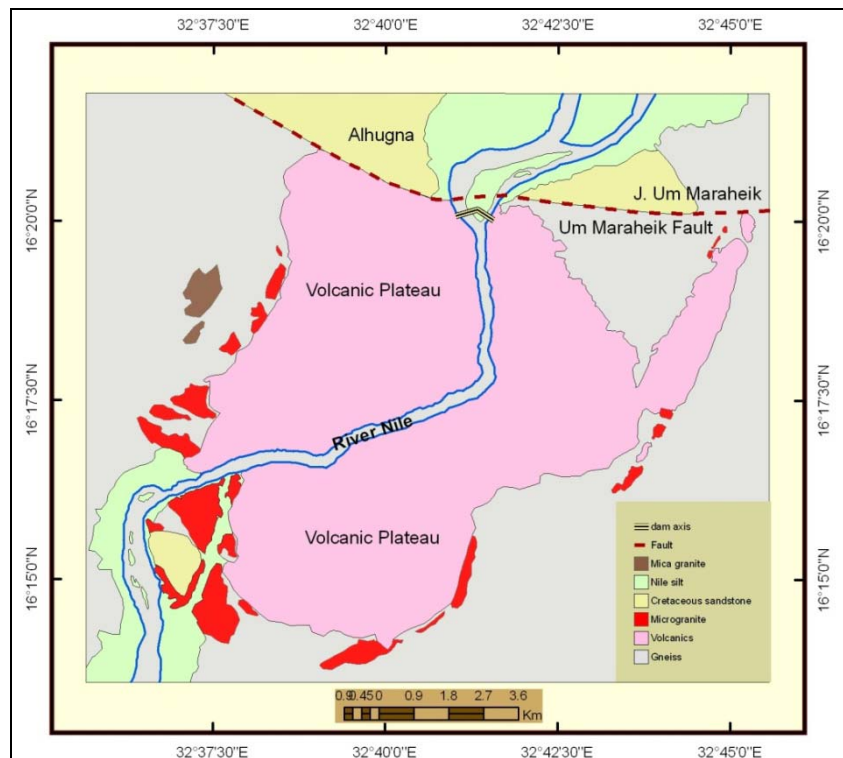 32°37'30"E 32°40'0"E 32°42'30"E 32°45'0"E
Alhugna
J. Um Maraheik
16°20'0"N 16°20'0"N
Um Maraheik Fault
Volcanic Plateau
16°17'30"N 16°17'30"N
River Nile
Volcanic Plateau
16°15'0"N 16°15'0"N
dam axis
Fault
Mica granite
Nile silt
Cretaceous sandstone
Microgranite
Volcanics
Gneiss
0.9 0.45 0 0.9 1.8 2.7 3.6
Km
32°37'30"E 32°40'0"E 32°42'30"E 32°45'0"E